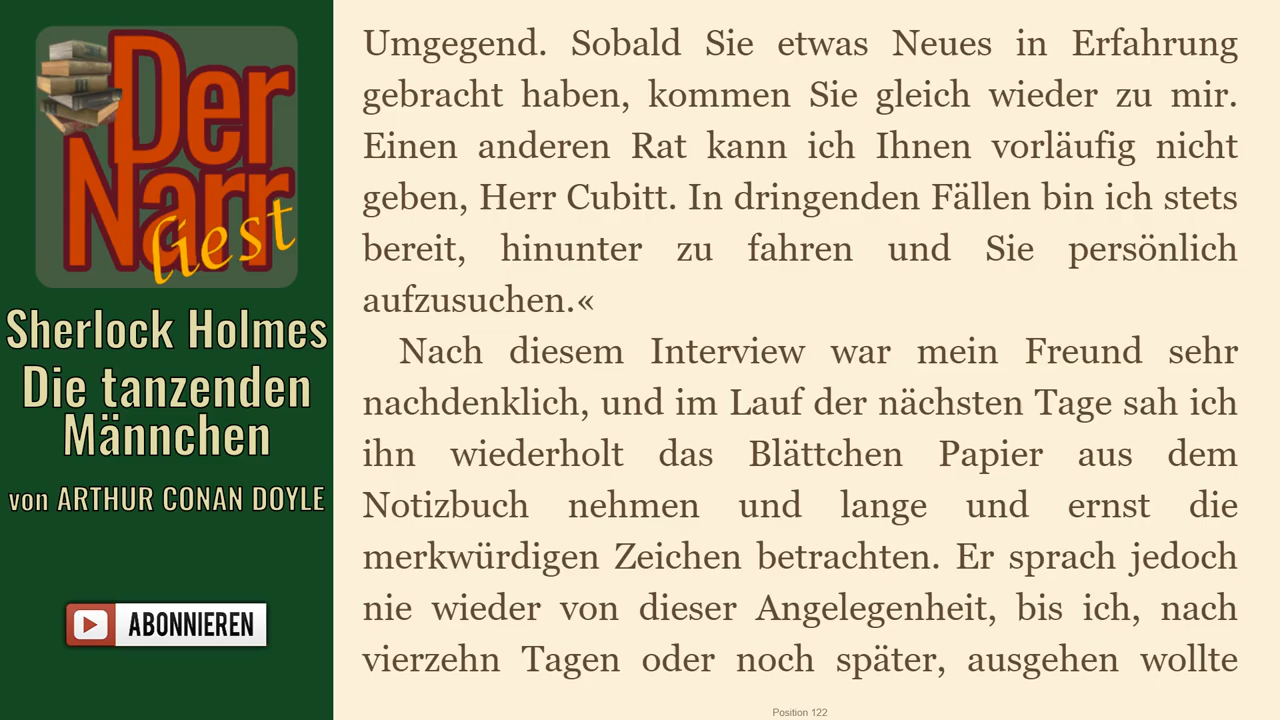 Der
Narr
liest
Sherlock Holmes
Die tanzenden
Männchen
von ARTHUR CONAN DOYLE
ABONNIEREN
Umgegend. Sobald Sie etwas Neues in Erfahrung
gebracht haben, kommen Sie gleich wieder zu mir.
Einen anderen Rat kann ich Ihnen vorläufig nicht
geben, Herr Cubitt. In dringenden Fällen bin ich stets
bereit, hinunter zu fahren und Sie persönlich
aufzusuchen.«
Nach diesem Interview war mein Freund sehr
nachdenklich, und im Lauf der nächsten Tage sah ich
ihn wiederholt das Blättchen Papier aus dem
Notizbuch nehmen und lange und ernst die
merkwürdigen Zeichen betrachten. Er sprach jedoch
nie wieder von dieser Angelegenheit, bis ich, nach
vierzehn Tagen oder noch später, ausgehen wollte
Position 122